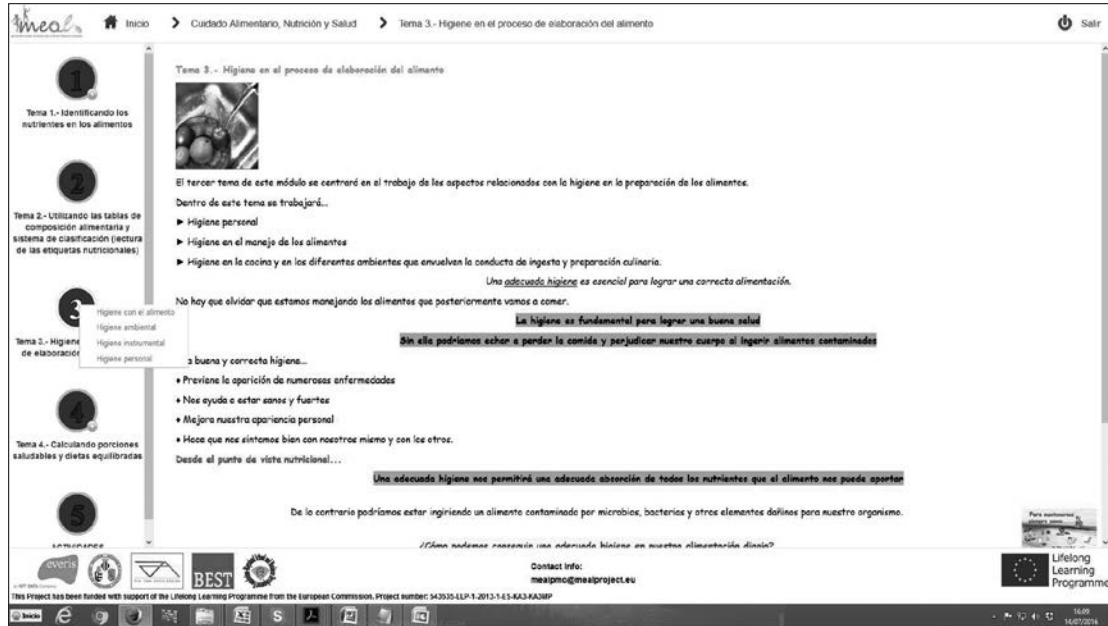 meal
Inicio
Cuidado Alimentario, Nutrición y Salud
Tema 3.- Higiene en el proceso de elaboración del alimento
Salir
1
Tema 1.- Identificando los
nutrientes en los alimentos
2
Tema 2.- Utilizando las tablas de
composición alimentaria y
sistema de clasificación (lectura
de las etiquetas nutricionales)
3
Tema 3.- Higiene
de elaboración
Higiene con el alimento
Higiene ambiental
Higiene instrumental
Higiene personal
4
Tema 4.- Calculando porciones
saludables y dietas equilibradas
5
ACTIVIDADES
Tema 3.- Higiene en el proceso de elaboración del alimento
El tercer tema de este módulo se centrará en el trabajo de los aspectos relacionados con la higiene en la preparación de los alimentos.
Dentro de este tema se trabajará...
► Higiene personal
► Higiene en el manejo de los alimentos
► Higiene en la cocina y en los diferentes ambientes que envuelven la conducta de ingesta y preparación culinaria.
Una adecuada higiene es esencial para lograr una correcta alimentación.
No hay que olvidar que estamos manejando los alimentos que posteriormente vamos a comer.
La higiene es fundamental para lograr una buena salud
Sin ella podríamos echar a perder la comida y perjudicar nuestro cuerpo al ingerir alimentos contaminados
a buena y correcta higiene...
♦ Previene la aparición de numerosas enfermedades
♦ Nos ayuda a estar sanos y fuertes
♦ Mejora nuestra apariencia personal
♦ Hace que nos sintamos bien con nosotros mismo y con los otros.
Desde el punto de vista nutricional...
Una adecuada higiene nos permitirá una adecuada absorción de todos los nutrientes que el alimento nos puede aportar
De lo contrario podríamos estar ingiriendo un alimento contaminado por microbios, bacterias y otros elementos dañinos para nuestro organismo.
¿Cómo podemos conseguir una adecuada higiene en nuestra alimentación diaria?
Para mantenernos
siempre sanos
everis
an NTT DATA Company
BEST
Contact Info:
mealpmc@mealproject.eu
Lifelong
Learning
Programme
This Project has been funded with support of the Lifelong Learning Programme from the European Commission. Project number: 543535-LLP-1-2013-1-ES-KA3-KA3MP
Inicio
16:09
14/07/2016